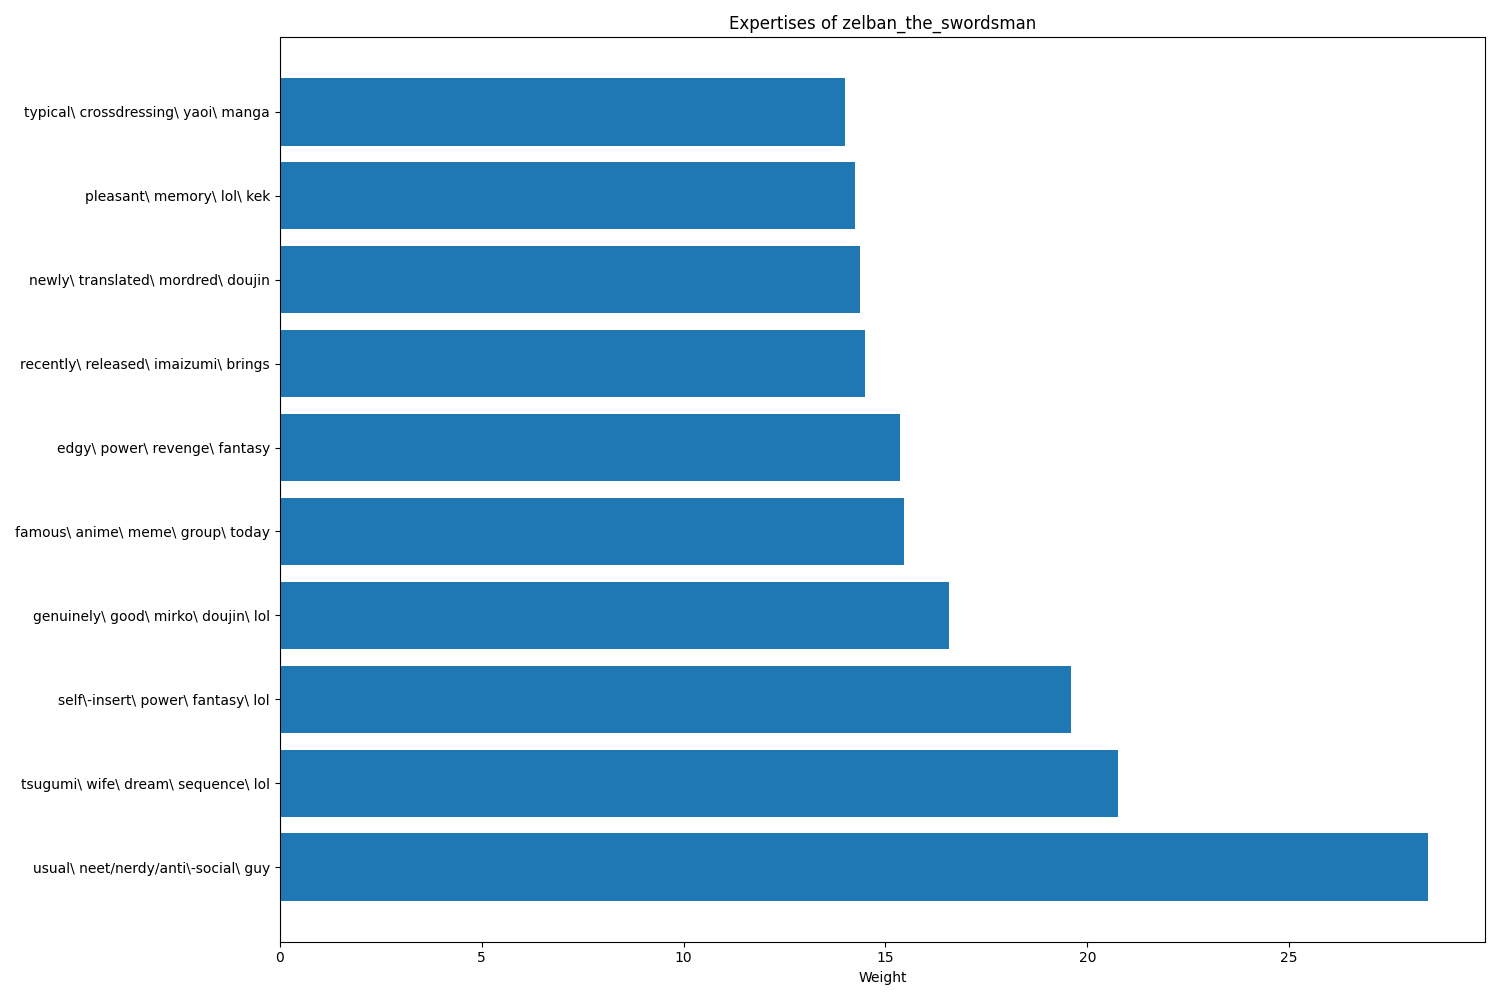 Expertises of zelban_the_swordsman
typical\ crossdressing\ yaoi\ manga
pleasant\ memory\ lol\ kek
newly\ translated\ mordred\ doujin
recently\ released\ imaizumi\ brings
edgy\ power\ revenge\ fantasy
famous\ anime\ meme\ group\ today
genuinely\ good\ mirko\ doujin\ lol
self\-insert\ power\ fantasy\ lol
tsugumi\ wife\ dream\ sequence\ lol
usual\ neet/nerdy/anti\-social\ guy
0 5 10 15 20 25
Weight